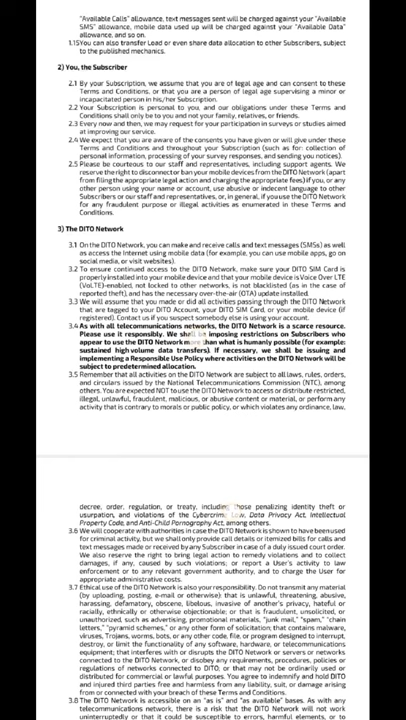 "Available Calls" allowance, text messages sent will be charged against your "Available
SMS" allowance, mobile data used up will be charged against your "Available Data"
allowance, and so on.
1.15You can also transfer Load or even share data allocation to other Subscribers, subject
to the published mechanics.
2) You, the Subscriber
2.1 By your Subscription, we assume that you are of legal age and can consent to these
Terms and Conditions, or that you are a person of legal age supervising a minor or
incapacitated person in his/her Subscription.
2.2 Your Subscription is personal to you, and our obligations under these Terms and
Conditions shall only be to you and not your family, relatives, or friends.
2.3 Every now and then, we may request for your participation in surveys or studies aimed
at improving our service.
2.4 We expect that you are aware of the consents you have given or will give under these
Terms and Conditions and throughout your Subscription (such as for: collection of
personal information, processing of your survey responses, and sending you notices).
2.5 Please be courteous to our staff and representatives, including support agents. We
reserve the right to disconnect or ban your mobile devices from the DITO Network (apart
from filing the appropriate legal action and charging the appropriate fees) if you, or any
other person using your name or account, use abusive or indecent language to other
Subscribers or our staff and representatives, or, in general, if you use the DITO Network
for any fraudulent purpose or illegal activities as enumerated in these Terms and
Conditions.
3) The DITO Network
3.1 On the DITO Network, you can make and receive calls and text messages (SMSs) as well
as access the Internet using mobile data (for example, you can use mobile apps, go on
social media, or visit websites).
3.2 To ensure continued access to the DITO Network, make sure your DITO SIM Card is
properly installed into your mobile device and that your mobile device is Voice Over LTE
(VoLTE)-enabled, not locked to other networks, is not blacklisted (as in the case of
reported theft), and has the necessary over-the-air (OTA) update installed.
3.3 We will assume that you made or did all activities passing through the DITO Network
that are tagged to your DITO Account, your DITO SIM Card, or your mobile device (if
registered). Contact us if you suspect someone else is using your account.
3.4 As with all telecommunications networks, the DITO Network is a scarce resource.
Please use it responsibly. We shall be imposing restrictions on Subscribers who
appear to use the DITO Network more than what is humanly possible (for example:
sustained high volume data transfers). If necessary, we shall be issuing and
implementing a Responsible Use Policy where activities on the DITO Network will be
subject to predetermined allocation.
3.5 Remember that all activities on the DITO Network are subject to all laws, rules, orders,
and circulars issued by the National Telecommunications Commission (NTC), among
others. You are expected NOT to use the DITO Network to access or distribute restricted,
illegal, unlawful, fraudulent, malicious, or abusive content or material, or perform any
activity that is contrary to morals or public policy, or which violates any ordinance, law,
decree, order, regulation, or treaty, including those penalizing identity theft or
usurpation, and violations of the Cybercrime Law, Data Privacy Act, Intellectual
Property Code, and Anti-Child Pornography Act, among others.
3.6 We will cooperate with authorities in case the DITO Network is shown to have been used
for criminal activity, but we shall only provide call details or itemized bills for calls and
text messages made or received by any Subscriber in case of a duly issued court order.
We also reserve the right to bring legal action to remedy violations and to collect
damages, if any, caused by such violations; or report a User's activity to law
enforcement or to any relevant government authority, and to charge the User for
appropriate administrative costs.
3.7 Ethical use of the DITO Network is also your responsibility. Do not transmit any material
(by uploading, posting, e-mail or otherwise): that is unlawful, threatening, abusive,
harassing, defamatory, obscene, libelous, invasive of another's privacy, hateful or
racially, ethnically or otherwise objectionable; or that is fraudulent, unsolicited, or
unauthorized, such as advertising, promotional materials, "junk mail," "spam," "chain
letters," "pyramid schemes," or any other form of solicitation; that contains malware,
viruses, Trojans, worms, bots, or any other code, file, or program designed to interrupt,
destroy, or limit the functionality of any software, hardware, or telecommunications
equipment; that interferes with or disrupts the DITO Network or servers or networks
connected to the DITO Network, or disobey any requirements, procedures, policies or
regulations of networks connected to DITO, or that may not be ordinarily used or
distributed for commercial or lawful purposes. You agree to indemnify and hold DITO
and injured third parties free and harmless from any liability, suit, or damage arising
from or connected with your breach of these Terms and Conditions.
3.8 The DITO Network is accessible on an "as is" and "as available" bases. As with any
telecommunications network, there is a risk that the DITO Network will not work
uninterruptedly or that it could be susceptible to errors, harmful elements, or to